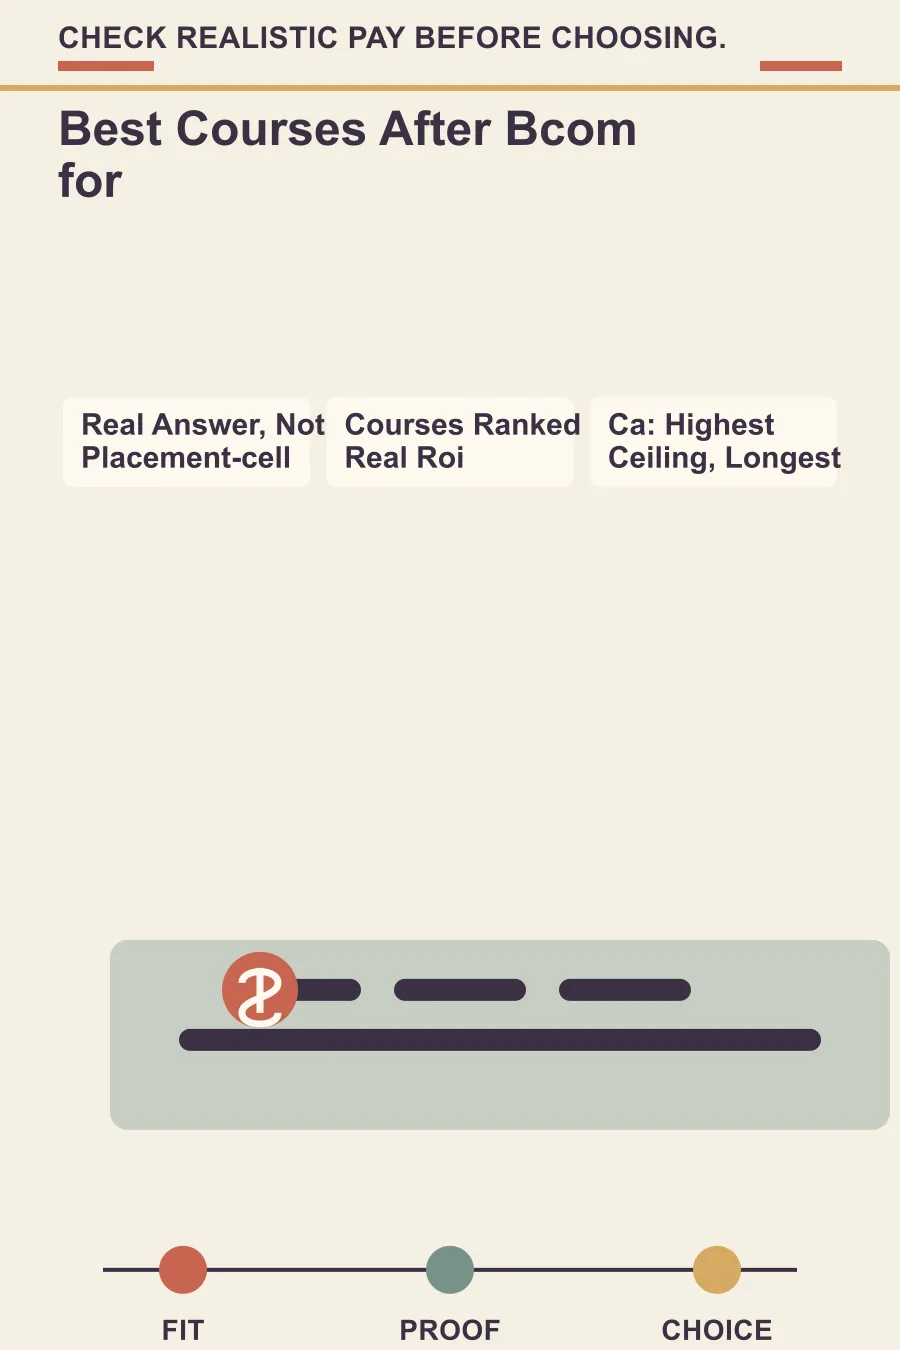 CHECK REALISTIC PAY BEFORE CHOOSING.
Best Courses After Bcom
for
Real Answer, Not
Placement-cell
Courses Ranked
Real Roi
Ca: Highest
Ceiling, Longest
FIT
PROOF
CHOICE